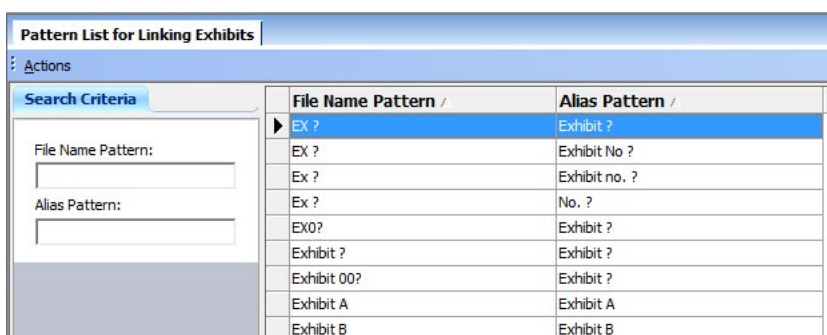 Pattern List for Linking Exhibits
Actions
Search Criteria
File Name Pattern:
Alias Pattern:
File Name Pattern Alias Pattern
EX ? Exhibit ?
EX ? Exhibit No ?
Ex ? Exhibit no. ?
Ex ? No. ?
EX0? Exhibit ?
Exhibit ? Exhibit ?
Exhibit 00? Exhibit ?
Exhibit A Exhibit A
Exhibit B Exhibit B